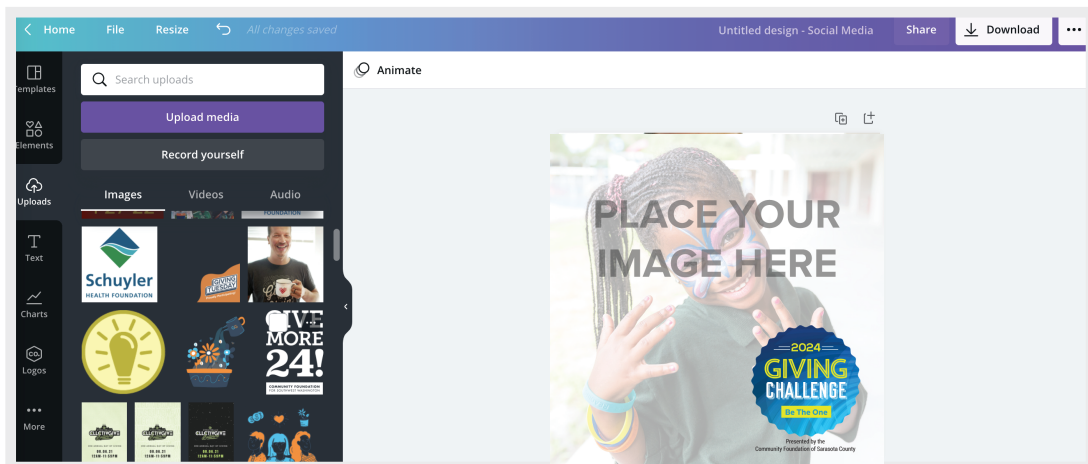 Home File Resize All changes saved Untitled design - Social Media Share Download
Animate
Templates
Elements
Uploads
Text
Charts
CO.
Logos
More
Search uploads
Upload media
Record yourself
Images Videos Audio
FOUNDATION
Schuyler
HEALTH FOUNDATION
GIVING
TUESDAY
GIVE
MORE
24!
COMMUNITY FOUNDATION
FOR SOUTHWEST WASHINGTON
PLACE YOUR
IMAGE HERE
2024
GIVING
CHALLENGE
Be The One
Presented by the
Community Foundation of Sarasota County